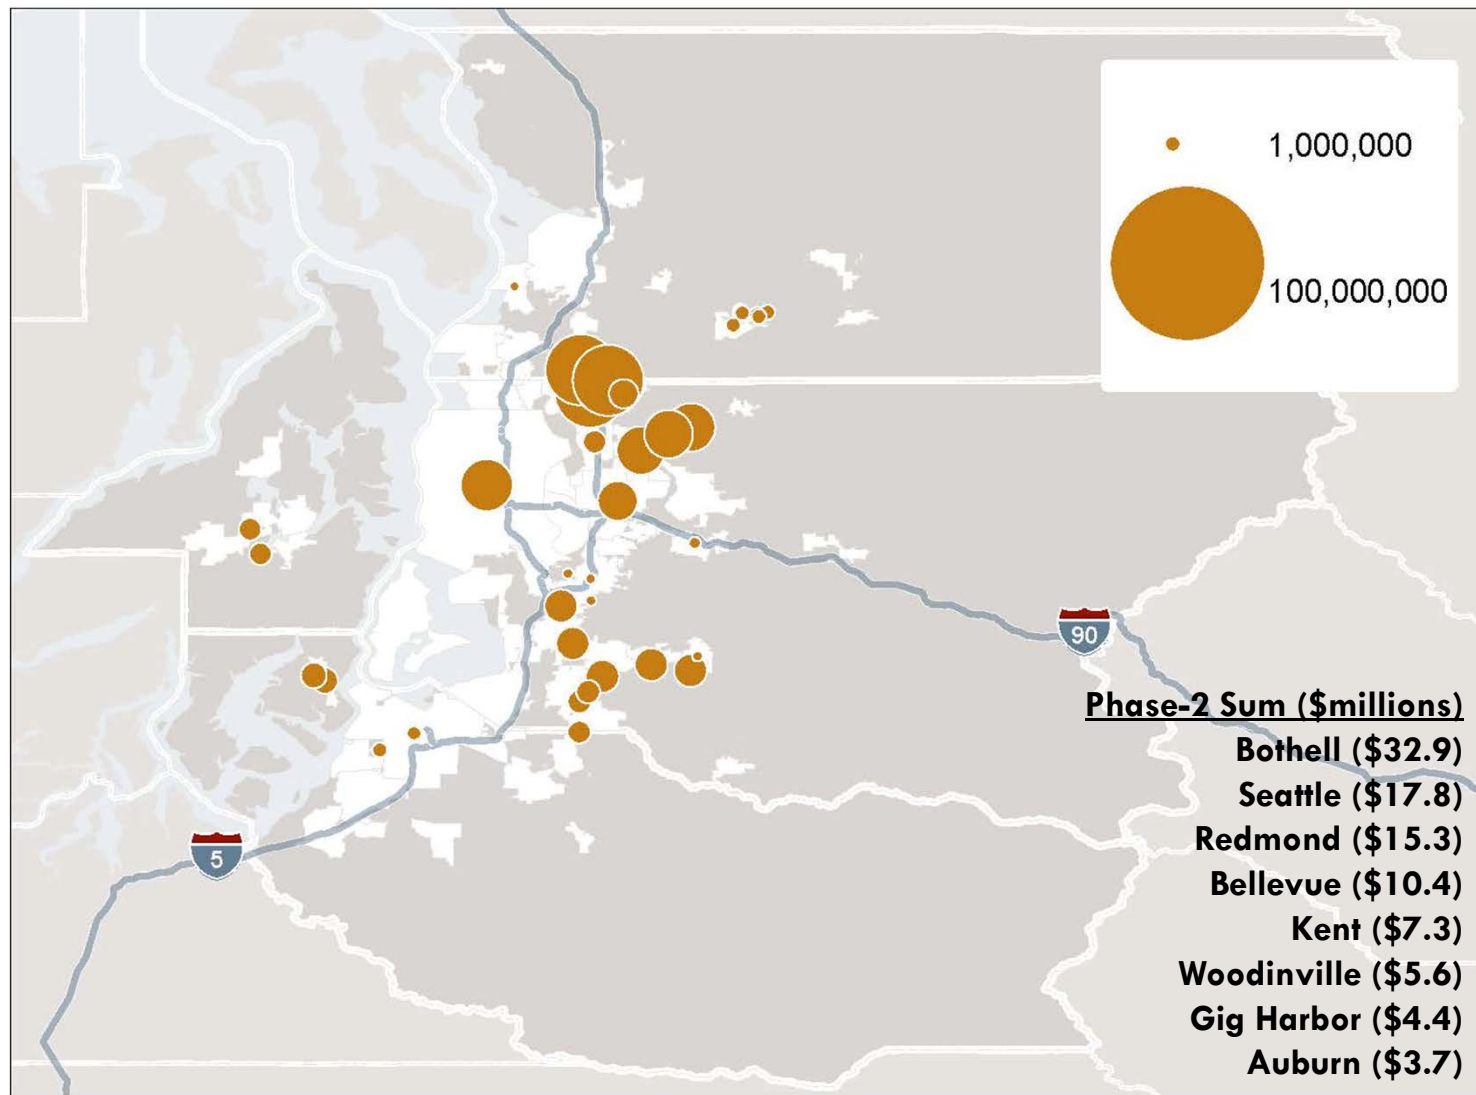 1,000,000
100,000,000
90
Phase-2 Sum ($millions)
Bothell ($32.9)
Seattle ($17.8)
Redmond ($15.3)
Bellevue ($10.4)
Kent ($7.3)
Woodinville ($5.6)
Gig Harbor ($4.4)
Auburn ($3.7)
5